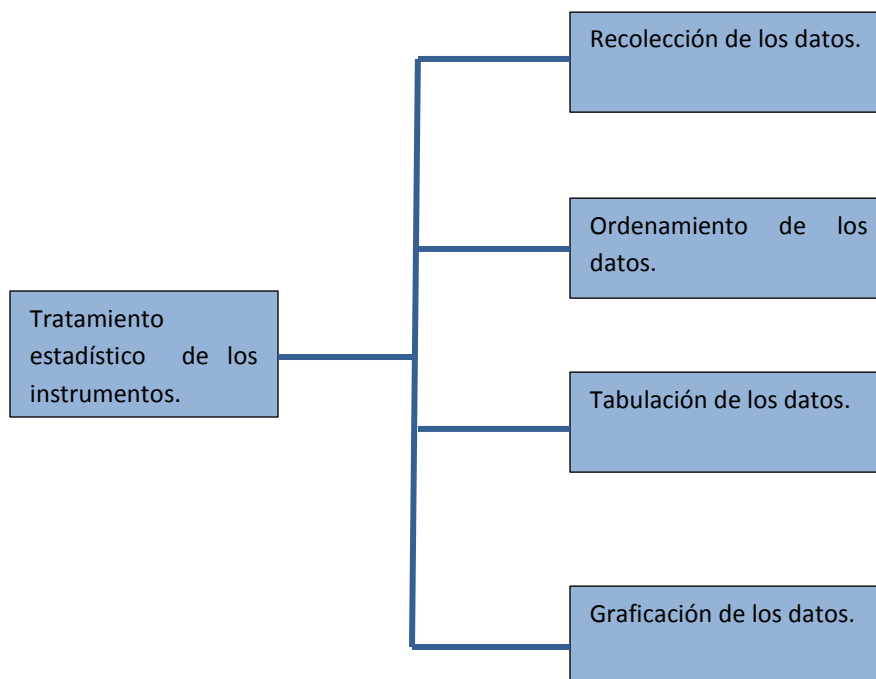 Recolección de los datos.
Ordenamiento de los
datos.
Tratamiento
estadístico de los
instrumentos.
Tabulación de los datos.
Graficación de los datos.